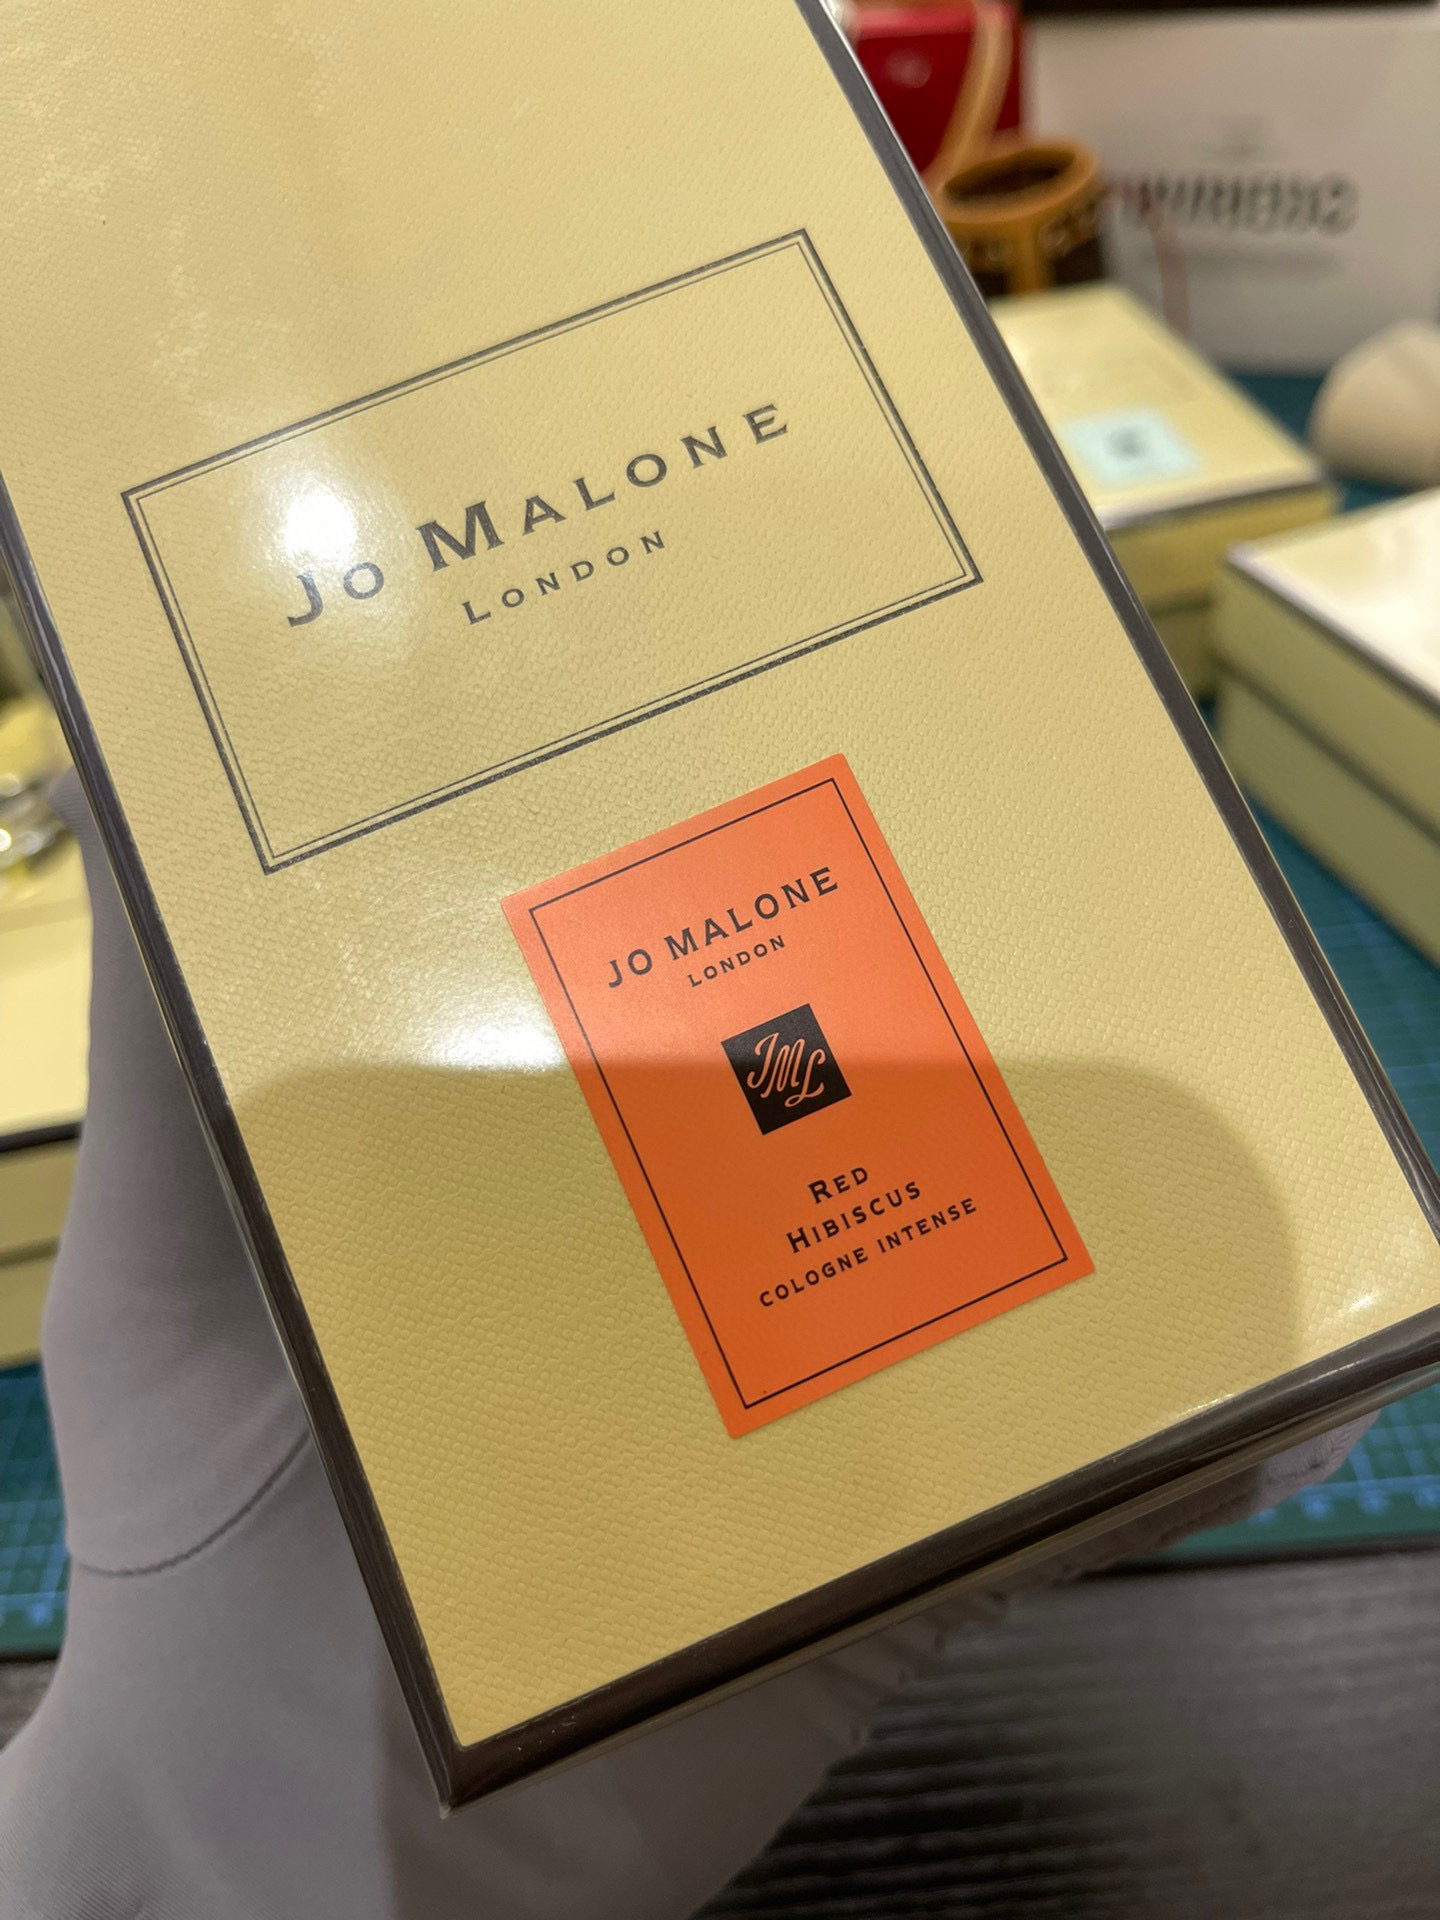 JO MALONE
LONDON
JO MALONE
LONDON
JML
RED
HIBISCUS
COLOGNE INTENSE